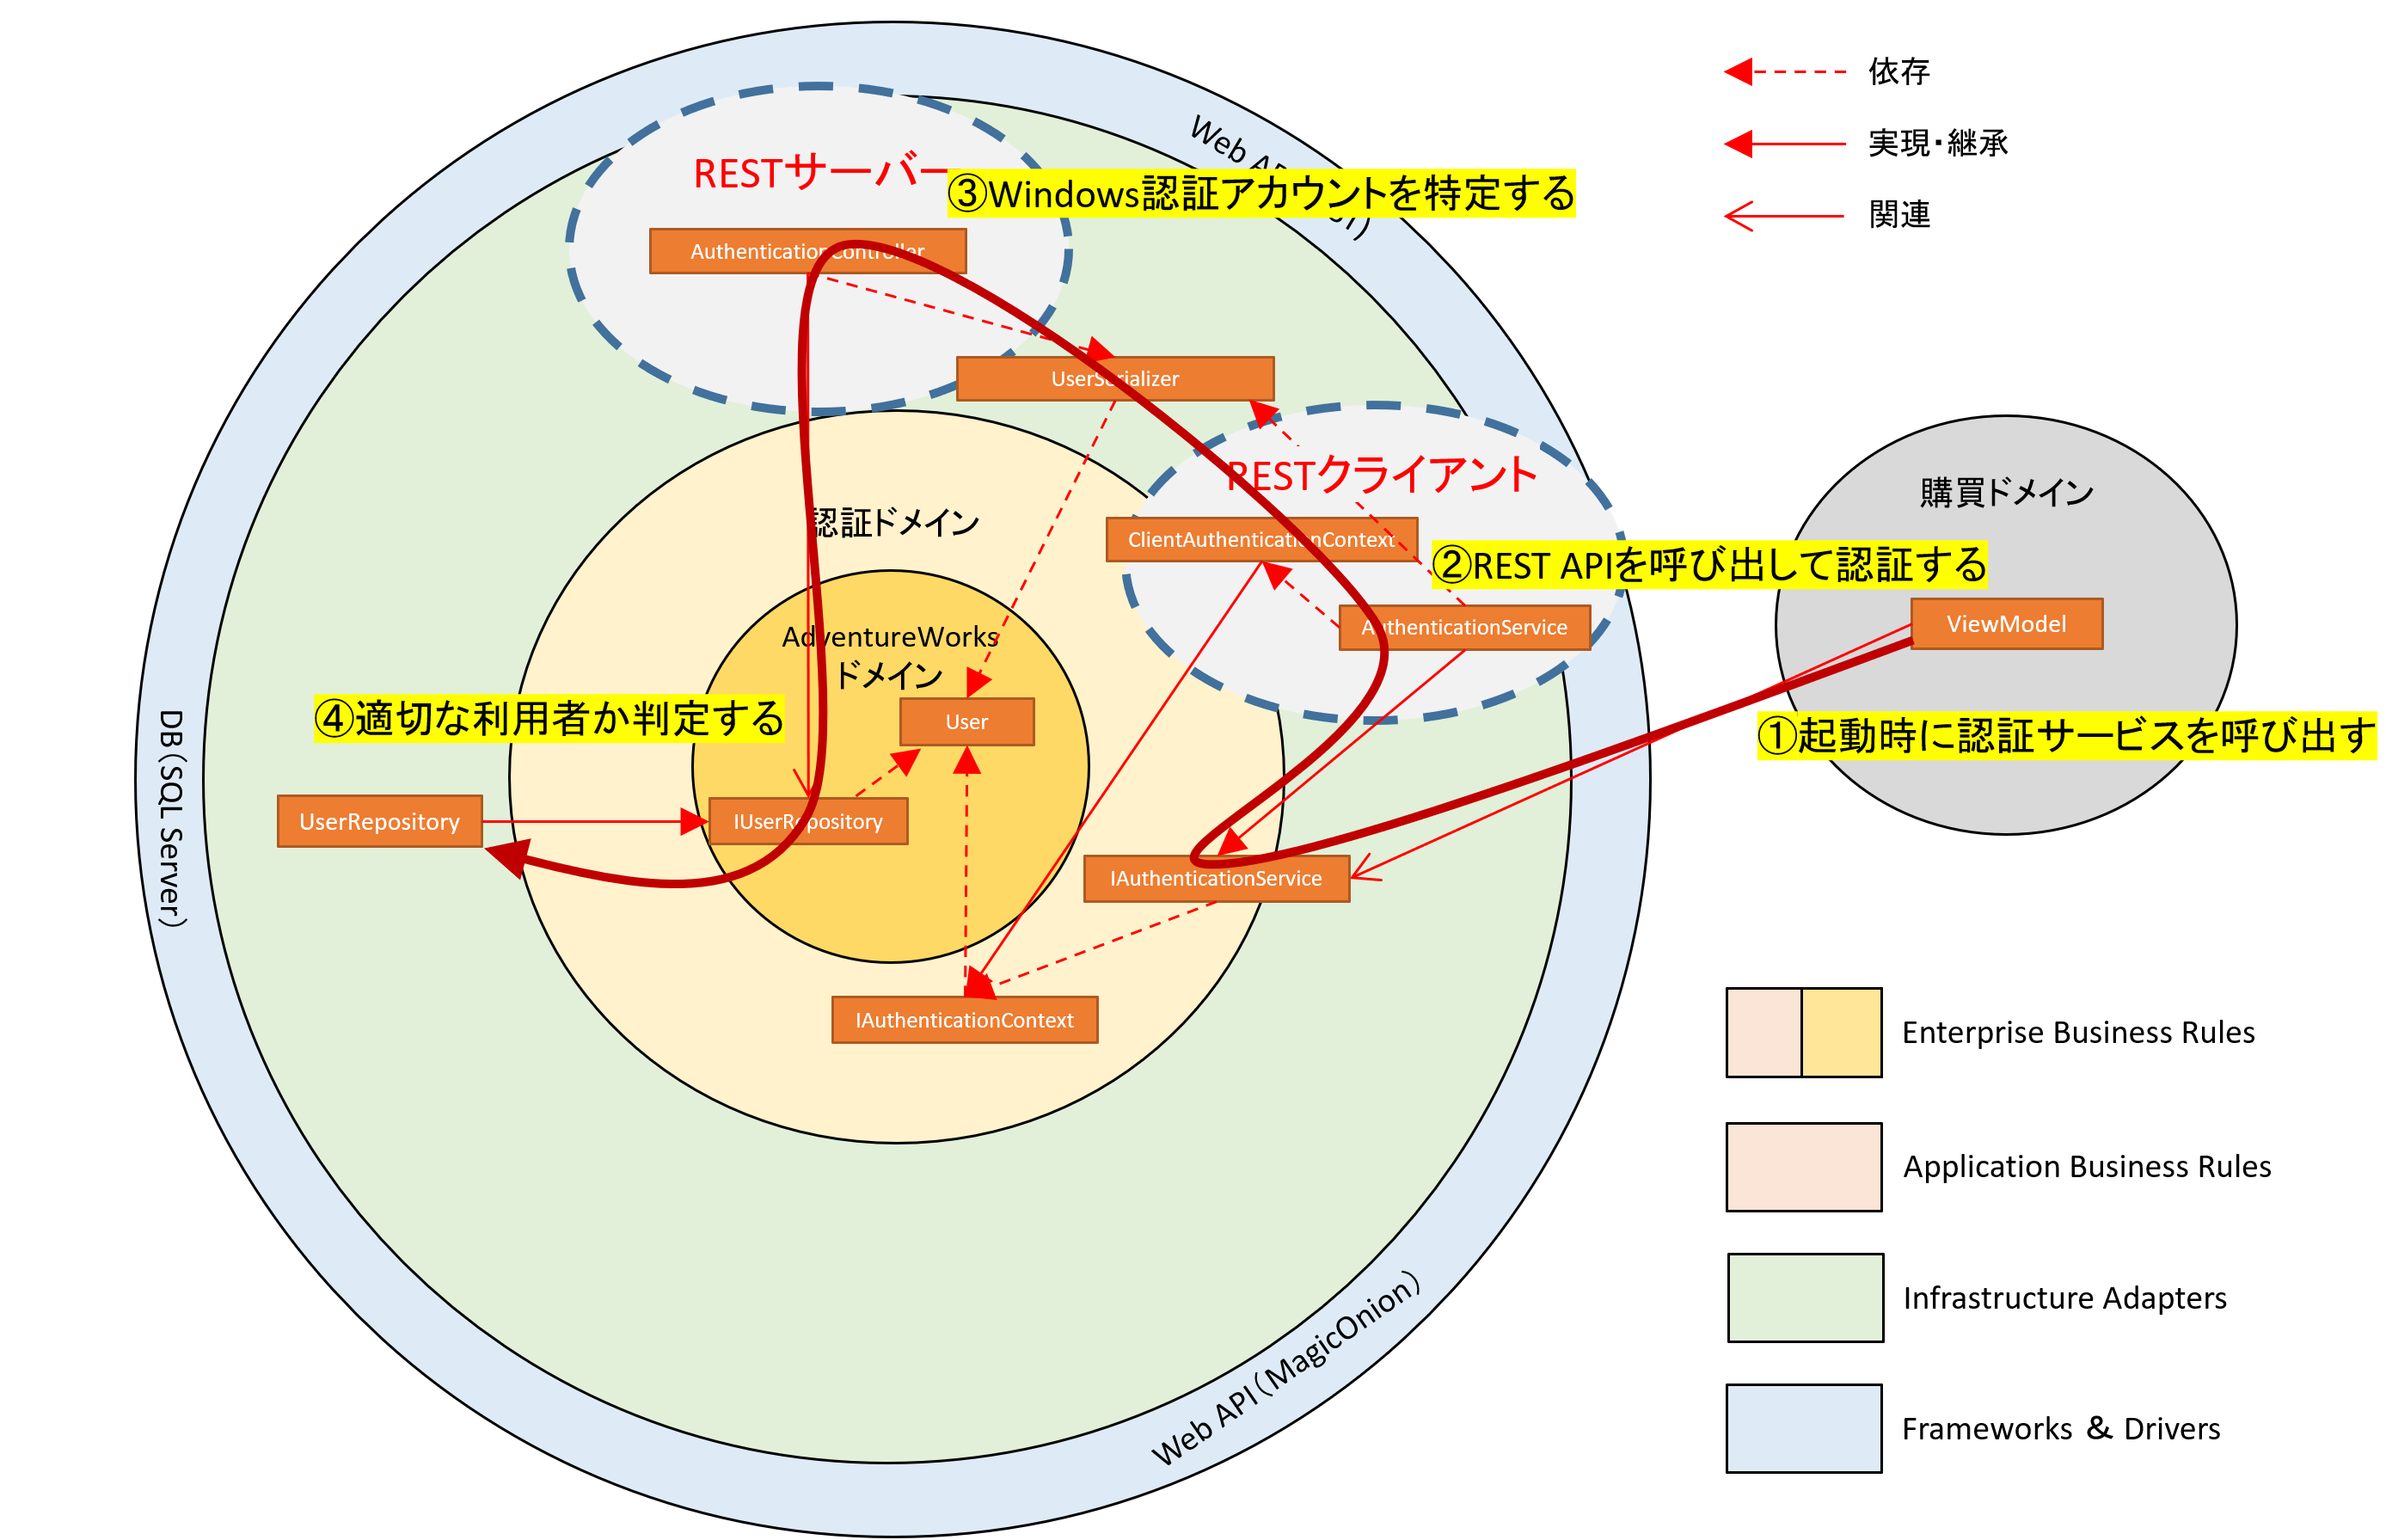 依存
実現・継承
関連
RESTサーバー
③Windows認証アカウントを特定する
AuthenticationController
UserSerializer
RESTクライアント
ClientAuthenticationContext
②REST APIを呼び出して認証する
AuthenticationService
購買ドメイン
ViewModel
①起動時に認証サービスを呼び出す
認証ドメイン
AdventureWorks
ドメイン
User
④適切な利用者か判定する
UserRepository
IUserRepository
IAuthenticationService
IAuthenticationContext
DB（SQL Server）
Web API（MagicOnion）
Web
Enterprise Business Rules
Application Business Rules
Infrastructure Adapters
Frameworks ＆ Drivers